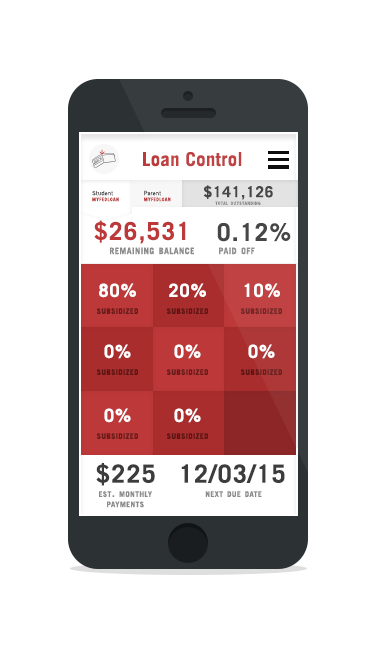 Loan Control
Student
MYFEDLOAN
Parent
MYFEDLOAN
$141,126
TOTAL OUTSTANDING
$26,531
REMAINING BALANCE
0.12%
PAID OFF
80%
SUBSIDIZED
20%
SUBSIDIZED
10%
SUBSIDIZED
0%
SUBSIDIZED
0%
SUBSIDIZED
0%
SUBSIDIZED
0%
SUBSIDIZED
0%
SUBSIDIZED
$225
EST. MONTHLY
PAYMENTS
12/03/15
NEXT DUE DATE